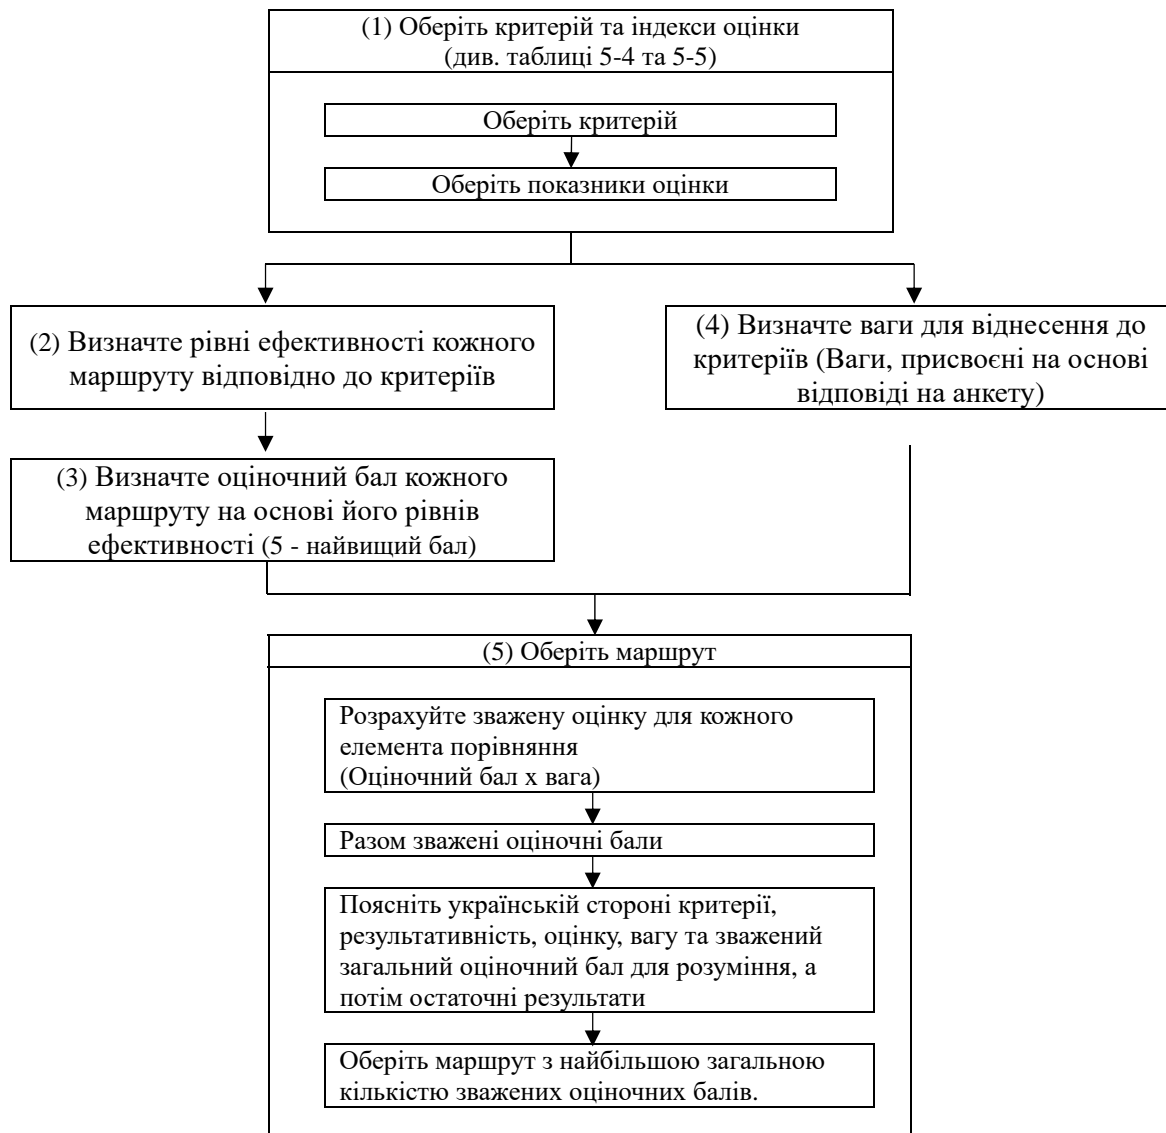 (1) Оберіть критерій та індекси оцінки
(див. таблиці 5-4 та 5-5)
Оберіть критерій
Оберіть показники оцінки
(2) Визначте рівні ефективності кожного
маршруту відповідно до критеріїв
(4) Визначте ваги для віднесення до
критеріїв (Ваги, присвоєні на основі
відповіді на анкету)
(3) Визначте оціночний бал кожного
маршруту на основі його рівнів
ефективності (5 - найвищий бал)
(5) Оберіть маршрут
Розрахуйте зважену оцінку для кожного
елемента порівняння
(Оціночний бал x вага)
Разом зважені оціночні бали
Поясніть українській стороні критерії,
результативність, оцінку, вагу та зважений
загальний оціночний бал для розуміння, а
потім остаточні результати
Оберіть маршрут з найбільшою загальною
кількістю зважених оціночних балів.